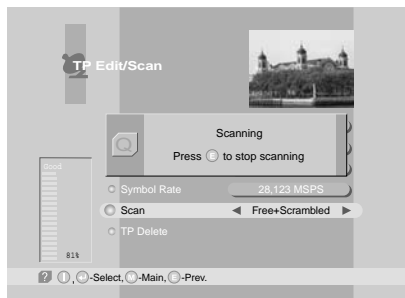 TP Edit/Scan
Scanning
Press E to stop scanning
Good
Symbol Rate 28,123 MSPS
Scan ◀ Free+Scrambled ▶
TP Delete
81%
? , -Select, M-Main, E-Prev.